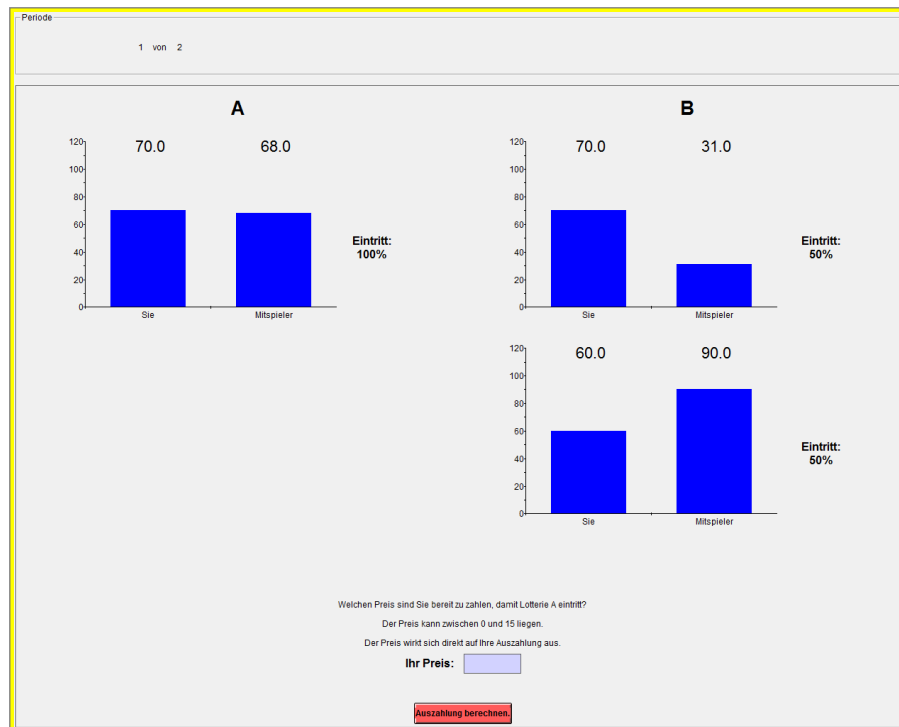 Periode
1 von 2
A
B
70.0 68.0
120
100
80
60
40
20
0
Eintritt:
100%
Sie Mitspieler
70.0 31.0
120
100
80
60
40
20
0
Eintritt:
50%
Sie Mitspieler
60.0 90.0
120
100
80
60
40
20
0
Eintritt:
50%
Sie Mitspieler
Welchen Preis sind Sie bereit zu zahlen, damit Lotterie A eintritt?
Der Preis kann zwischen 0 und 15 liegen.
Der Preis wirkt sich direkt auf Ihre Auszahlung aus.
Ihr Preis:
Auszahlung berechnen.